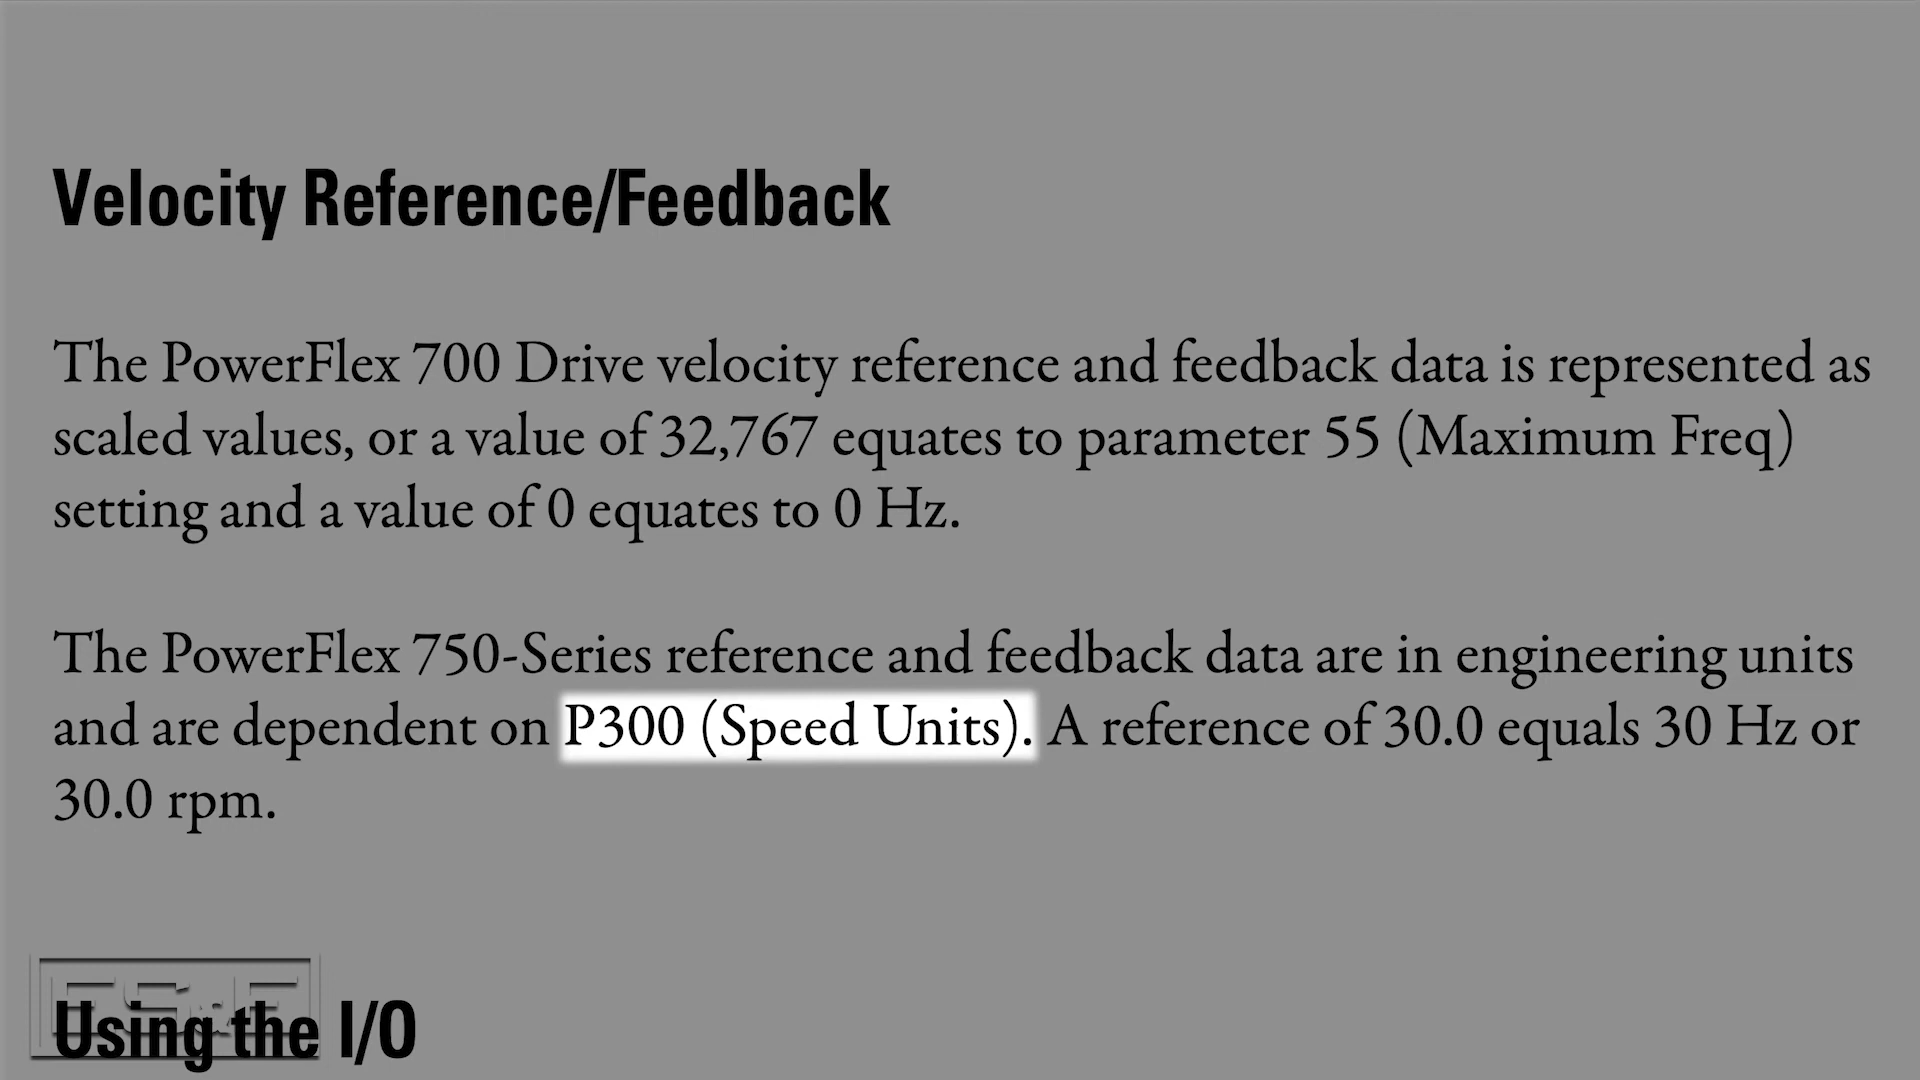 Velocity Reference/Feedback
The PowerFlex 700 Drive velocity reference and feedback data is represented as
scaled values, or a value of 32,767 equates to parameter 55 (Maximum Freq)
setting and a value of 0 equates to 0 Hz.
The PowerFlex 750-Series reference and feedback data are in engineering units
and are dependent on P300 (Speed Units). A reference of 30.0 equals 30 Hz or
30.0 rpm.
Using the I/O